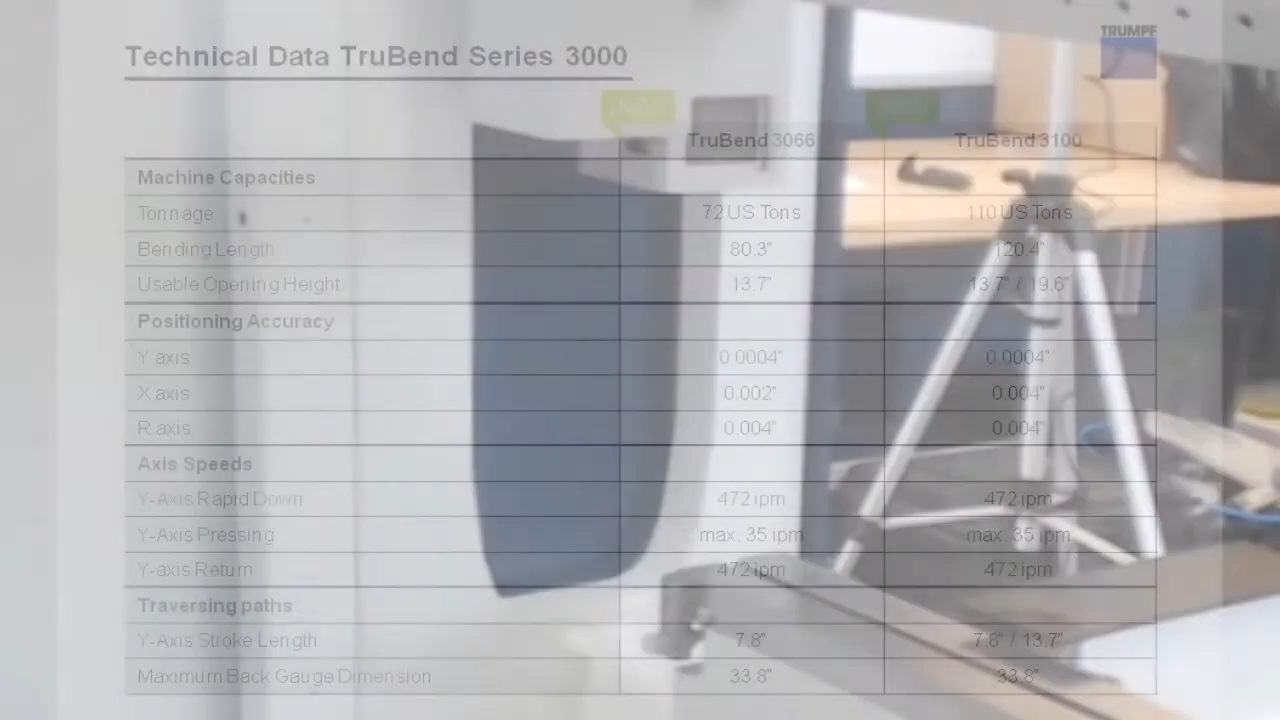 TRUMPF
Technical Data TruBend Series 3000
TruBend 3066 TruBend 3100
Machine Capacities
Tonnage 72 US Tons 110 US Tons
Bending Length 80.3" 120.4"
Usable Opening Height 13.7" 13.7" / 19.6"
Positioning Accuracy
Y axis 0.0004" 0.0004"
X axis 0.002" 0.004"
R axis 0.004" 0.004"
Axis Speeds
Y-Axis Rapid Down 472 ipm 472 ipm
Y-Axis Pressing max. 35 ipm max. 35 ipm
Y-axis Return 472 ipm 472 ipm
Traversing paths
Y-Axis Stroke Length 7.8" 7.8" / 13.7"
Maximum Back Gauge Dimension 33.8" 33.8"